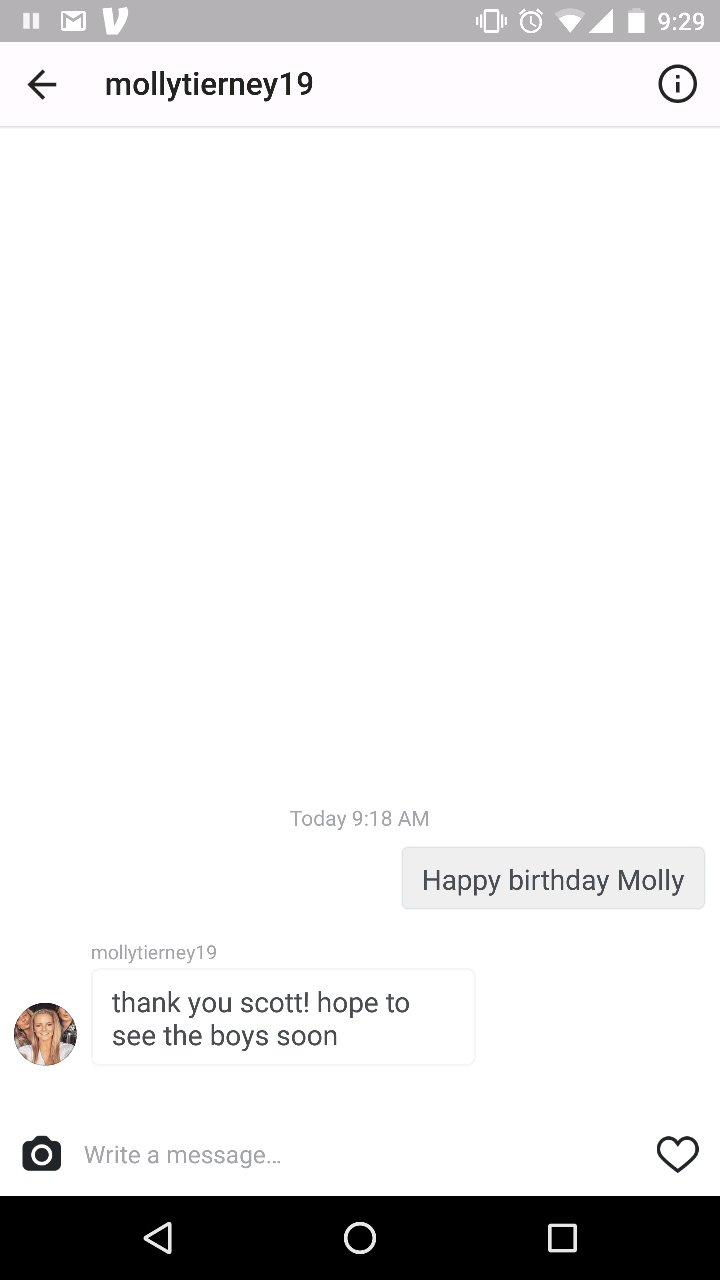 9:29
mollytierney19
Today 9:18 AM
Happy birthday Molly
mollytierney19
thank you scott! hope to
see the boys soon
Write a message...